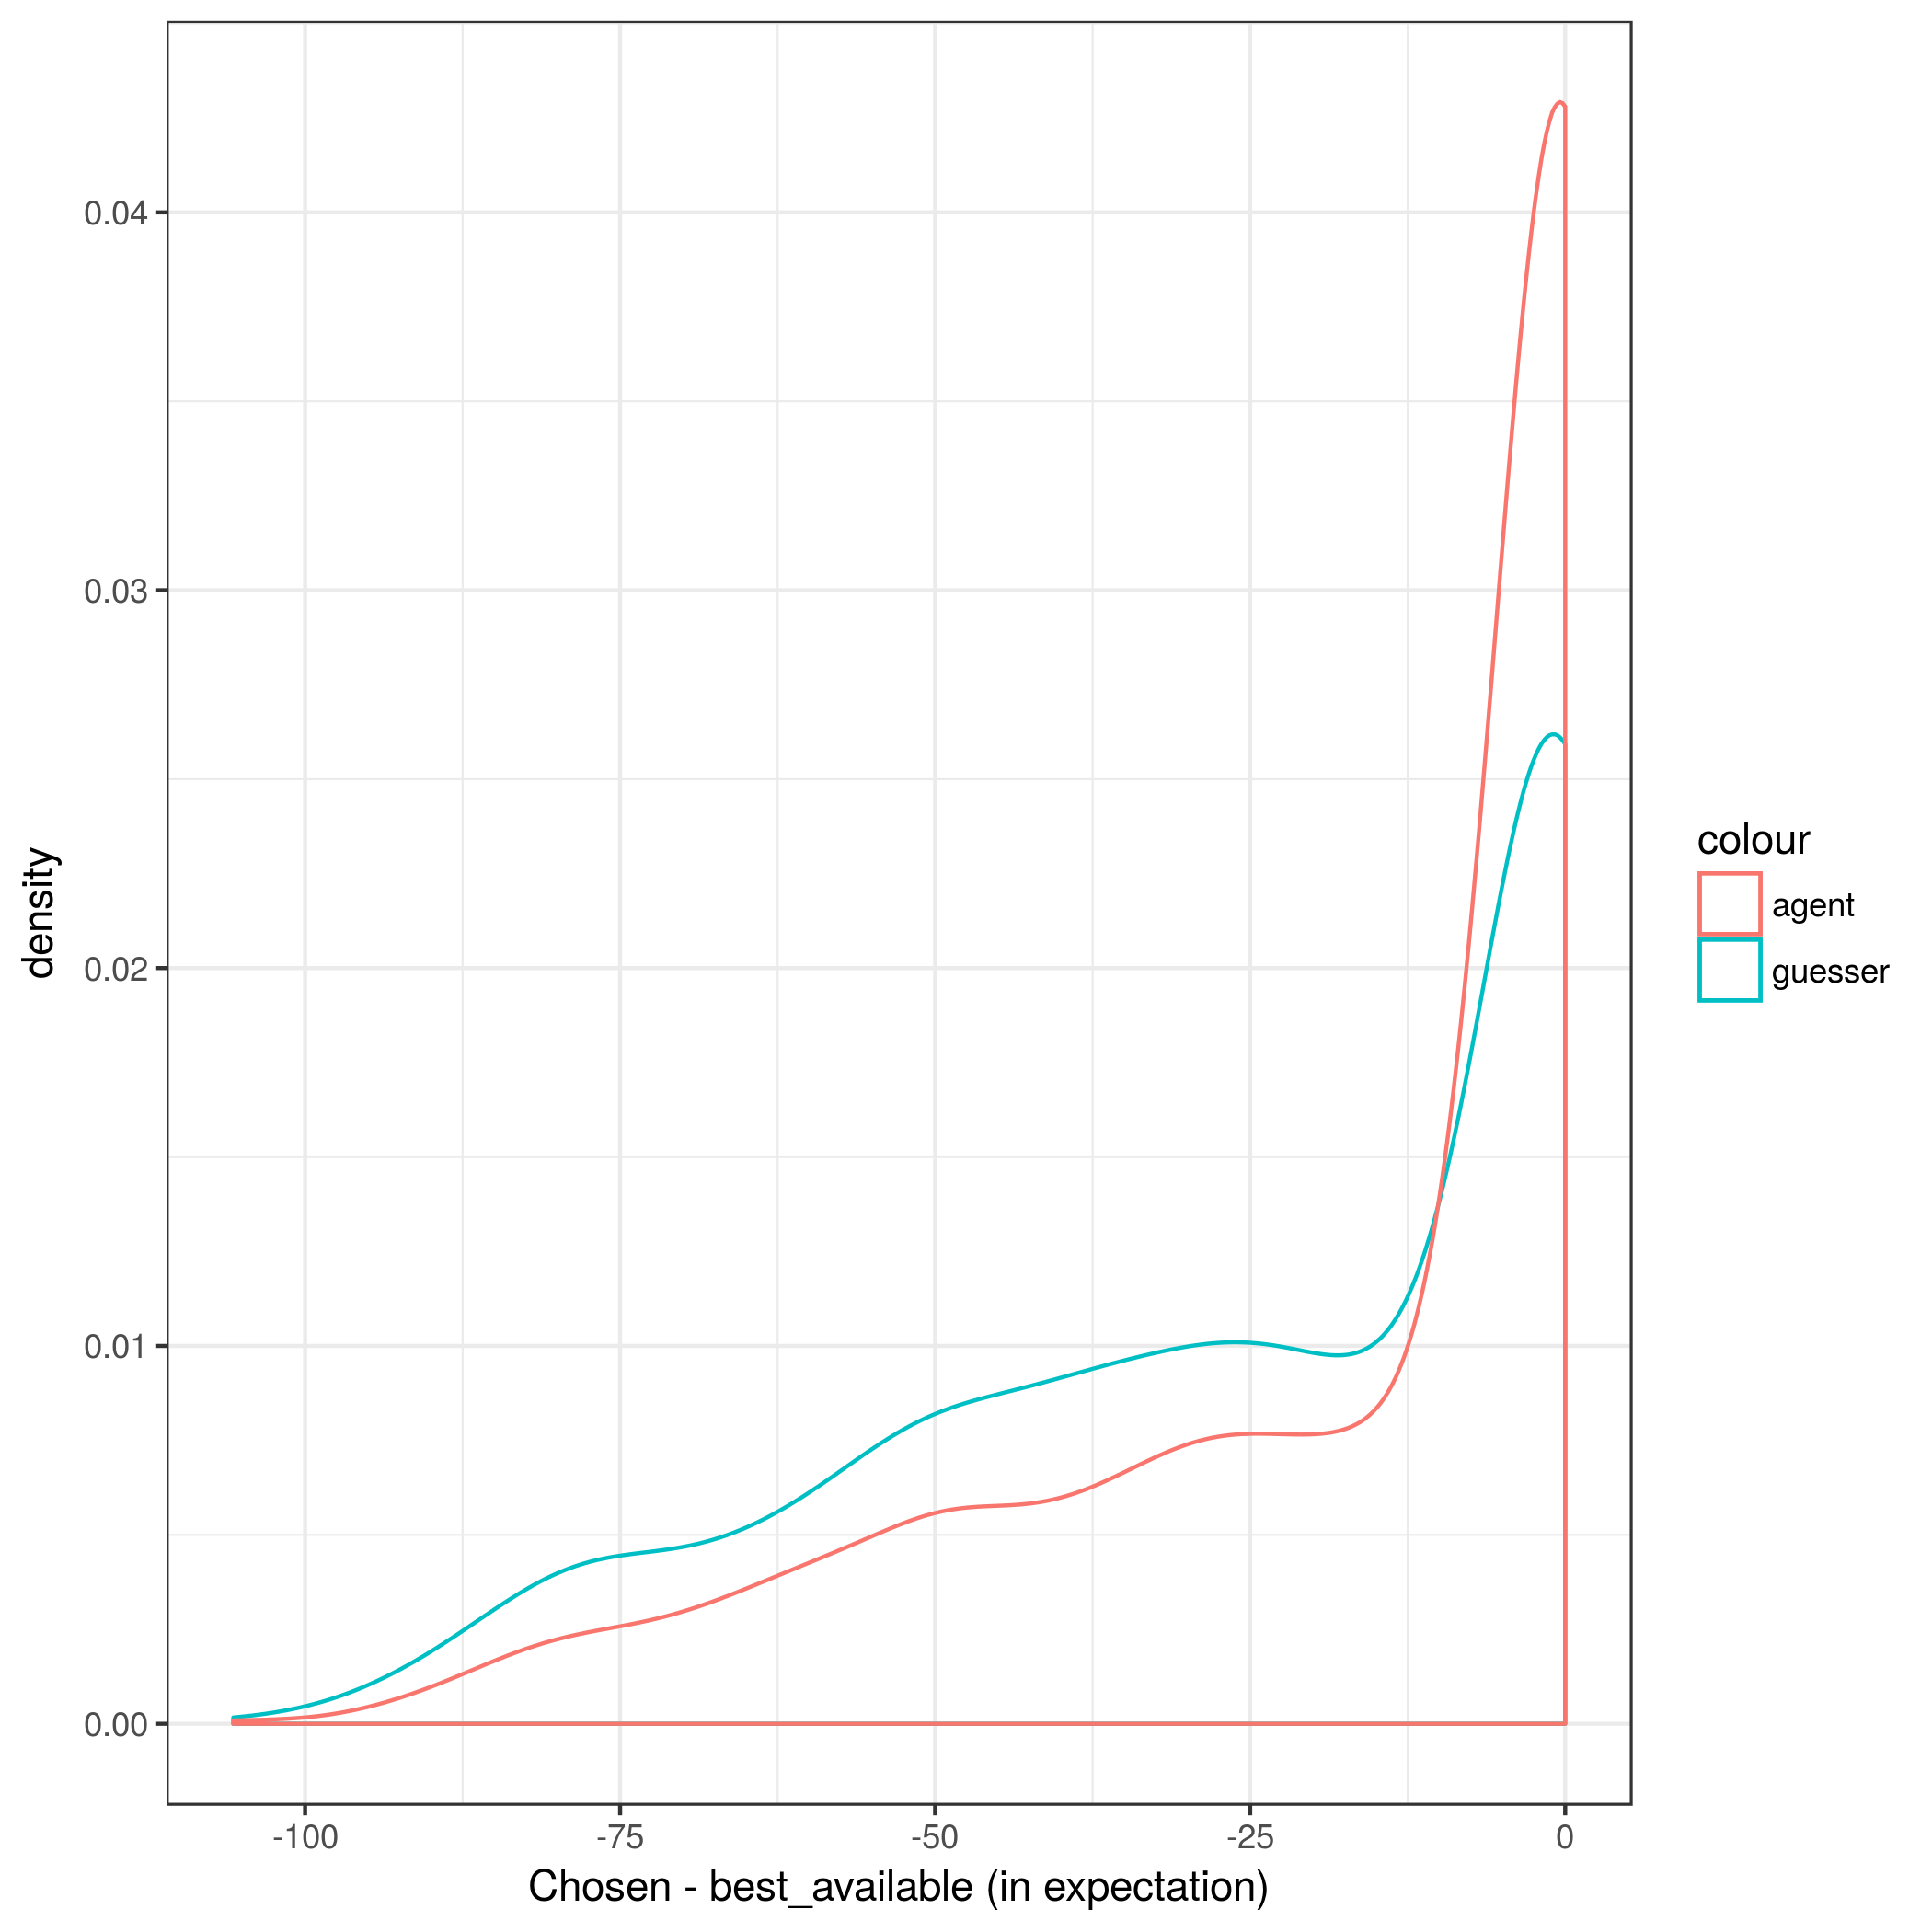 0.04
0.03
0.02
0.01
0.00
density
-100 -75 -50 -25 0
Chosen - best_available (in expectation)
colour
agent
guesser